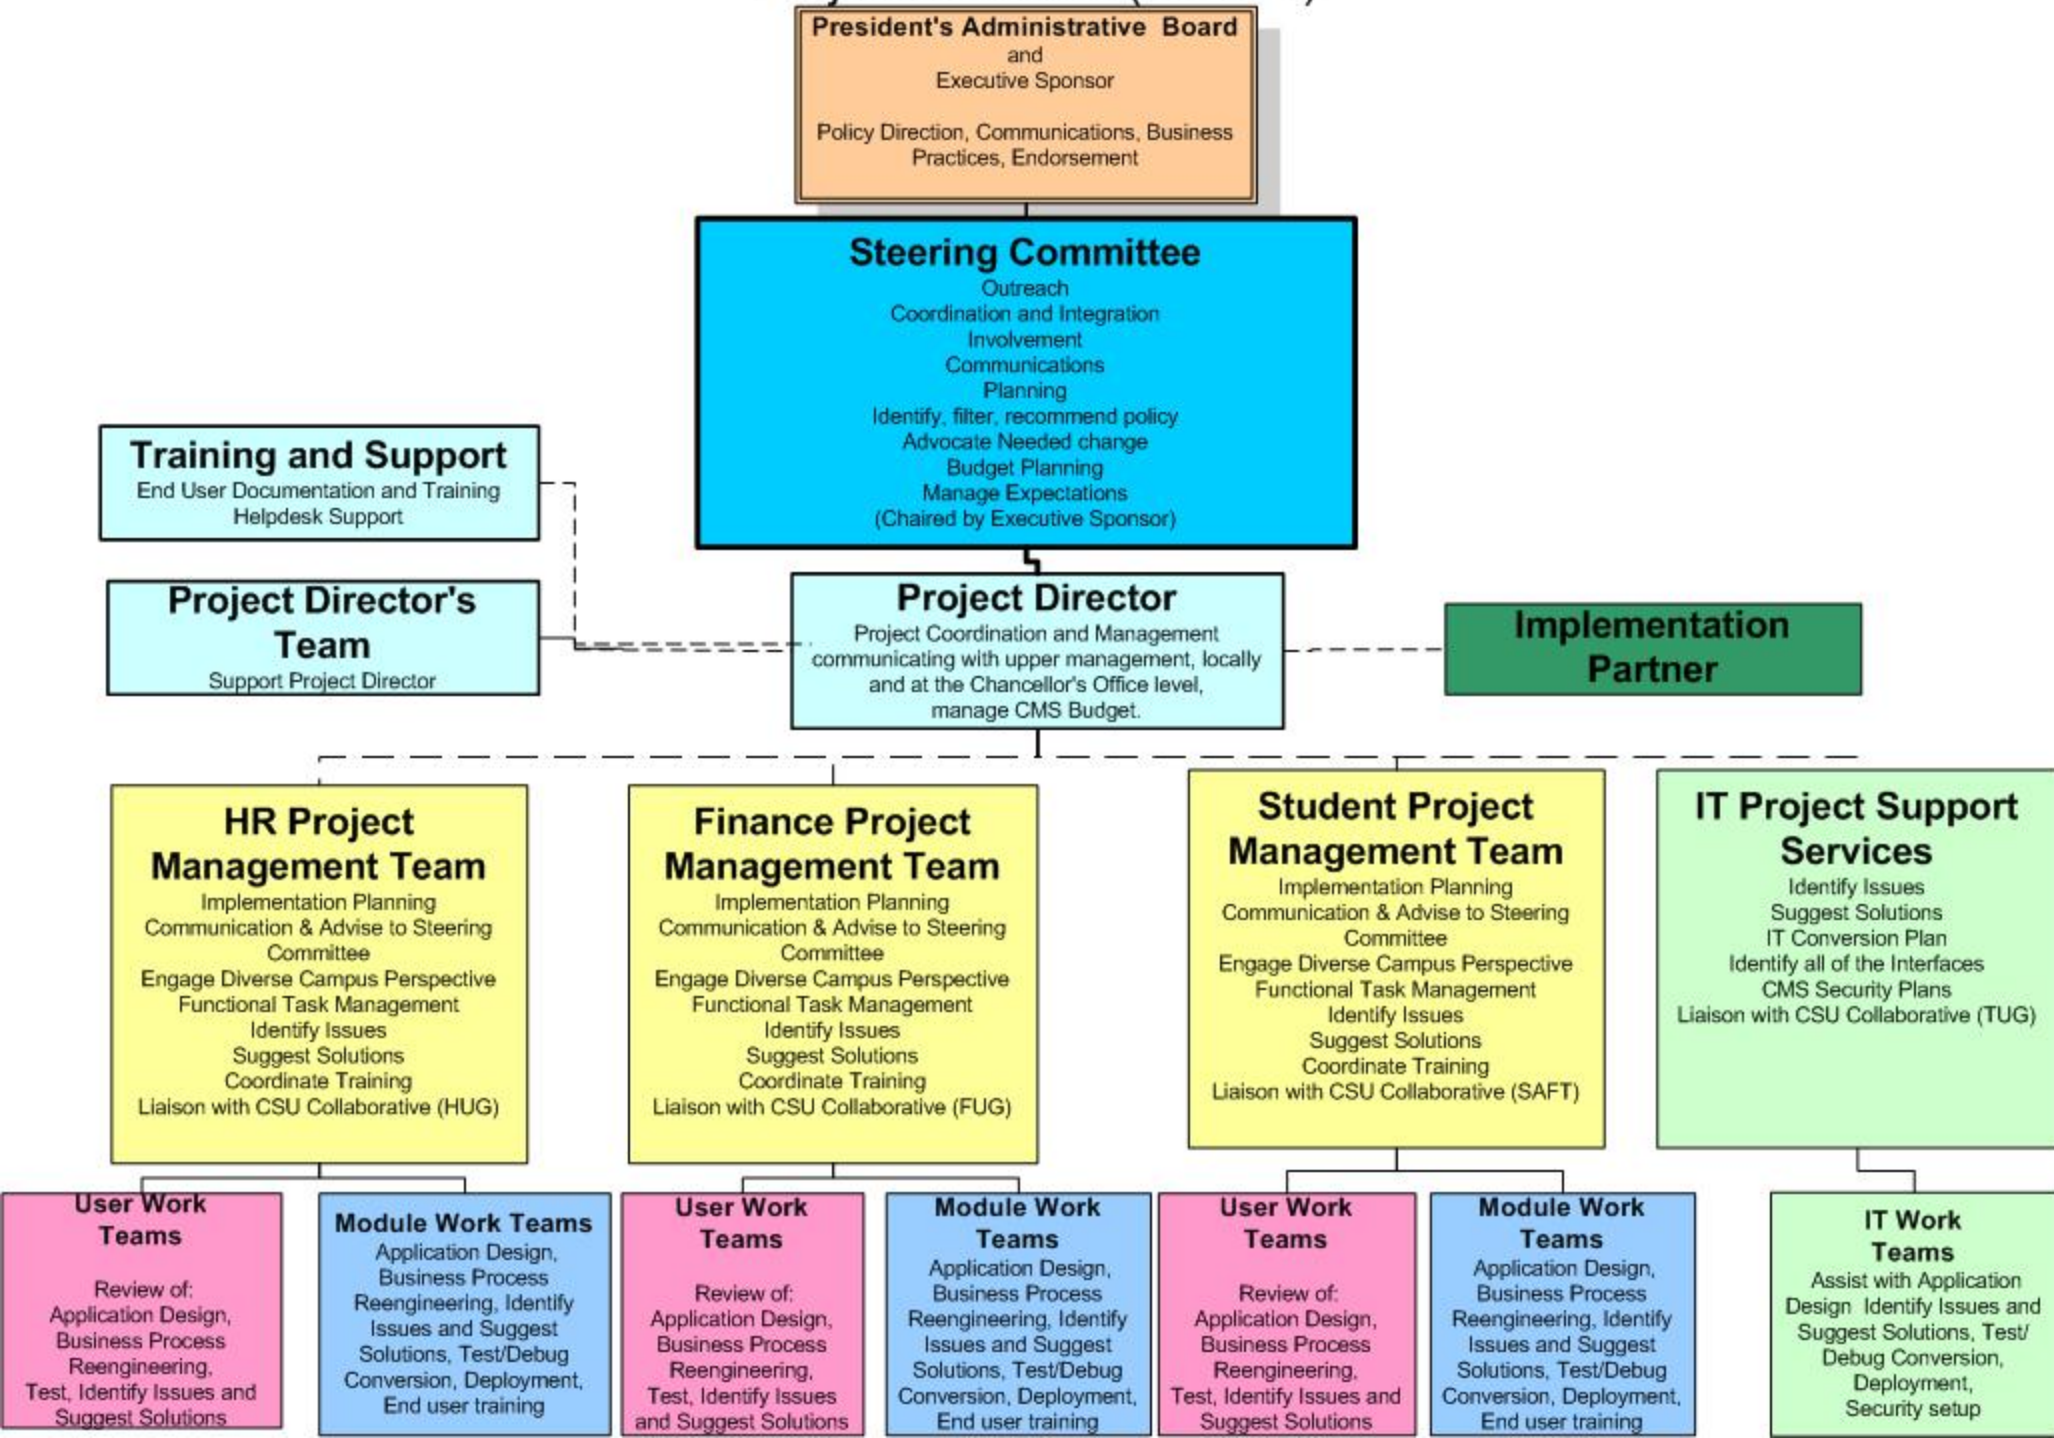 President's Administrative Board
and
Executive Sponsor
Policy Direction, Communications, Business
Practices, Endorsement
Steering Committee
Outreach
Coordination and Integration
Involvement
Communications
Planning
Identify, filter, recommend policy
Advocate Needed change
Budget Planning
Manage Expectations
(Chaired by Executive Sponsor)
Training and Support
End User Documentation and Training
Helpdesk Support
Project Director's
Team
Support Project Director
Project Director
Project Coordination and Management
communicating with upper management, locally
and at the Chancellor's Office level,
manage CMS Budget.
Implementation
Partner
HR Project
Management Team
Implementation Planning
Communication & Advise to Steering
Committee
Engage Diverse Campus Perspective
Functional Task Management
Identify Issues
Suggest Solutions
Coordinate Training
Liaison with CSU Collaborative (HUG)
Finance Project
Management Team
Implementation Planning
Communication & Advise to Steering
Committee
Engage Diverse Campus Perspective
Functional Task Management
Identify Issues
Suggest Solutions
Coordinate Training
Liaison with CSU Collaborative (FUG)
Student Project
Management Team
Implementation Planning
Communication & Advise to Steering
Committee
Engage Diverse Campus Perspective
Functional Task Management
Identify Issues
Suggest Solutions
Coordinate Training
Liaison with CSU Collaborative (SAFT)
IT Project Support
Services
Identify Issues
Suggest Solutions
IT Conversion Plan
Identify all of the Interfaces
CMS Security Plans
Liaison with CSU Collaborative (TUG)
User Work
Teams
Review of:
Application Design,
Business Process
Reengineering,
Test, Identify Issues and
Suggest Solutions
Module Work Teams
Application Design,
Business Process
Reengineering, Identify
Issues and Suggest
Solutions, Test/Debug
Conversion, Deployment,
End user training
User Work
Teams
Review of:
Application Design,
Business Process
Reengineering,
Test, Identify Issues
and Suggest Solutions
Module Work
Teams
Application Design,
Business Process
Reengineering, Identify
Issues and Suggest
Solutions, Test/Debug
Conversion, Deployment,
End user training
User Work
Teams
Review of:
Application Design,
Business Process
Reengineering,
Test, Identify Issues and
Suggest Solutions
Module Work
Teams
Application Design,
Business Process
Reengineering, Identify
Issues and Suggest
Solutions, Test/Debug
Conversion, Deployment,
End user training
IT Work
Teams
Assist with Application
Design Identify Issues and
Suggest Solutions, Test/
Debug Conversion,
Deployment,
Security setup